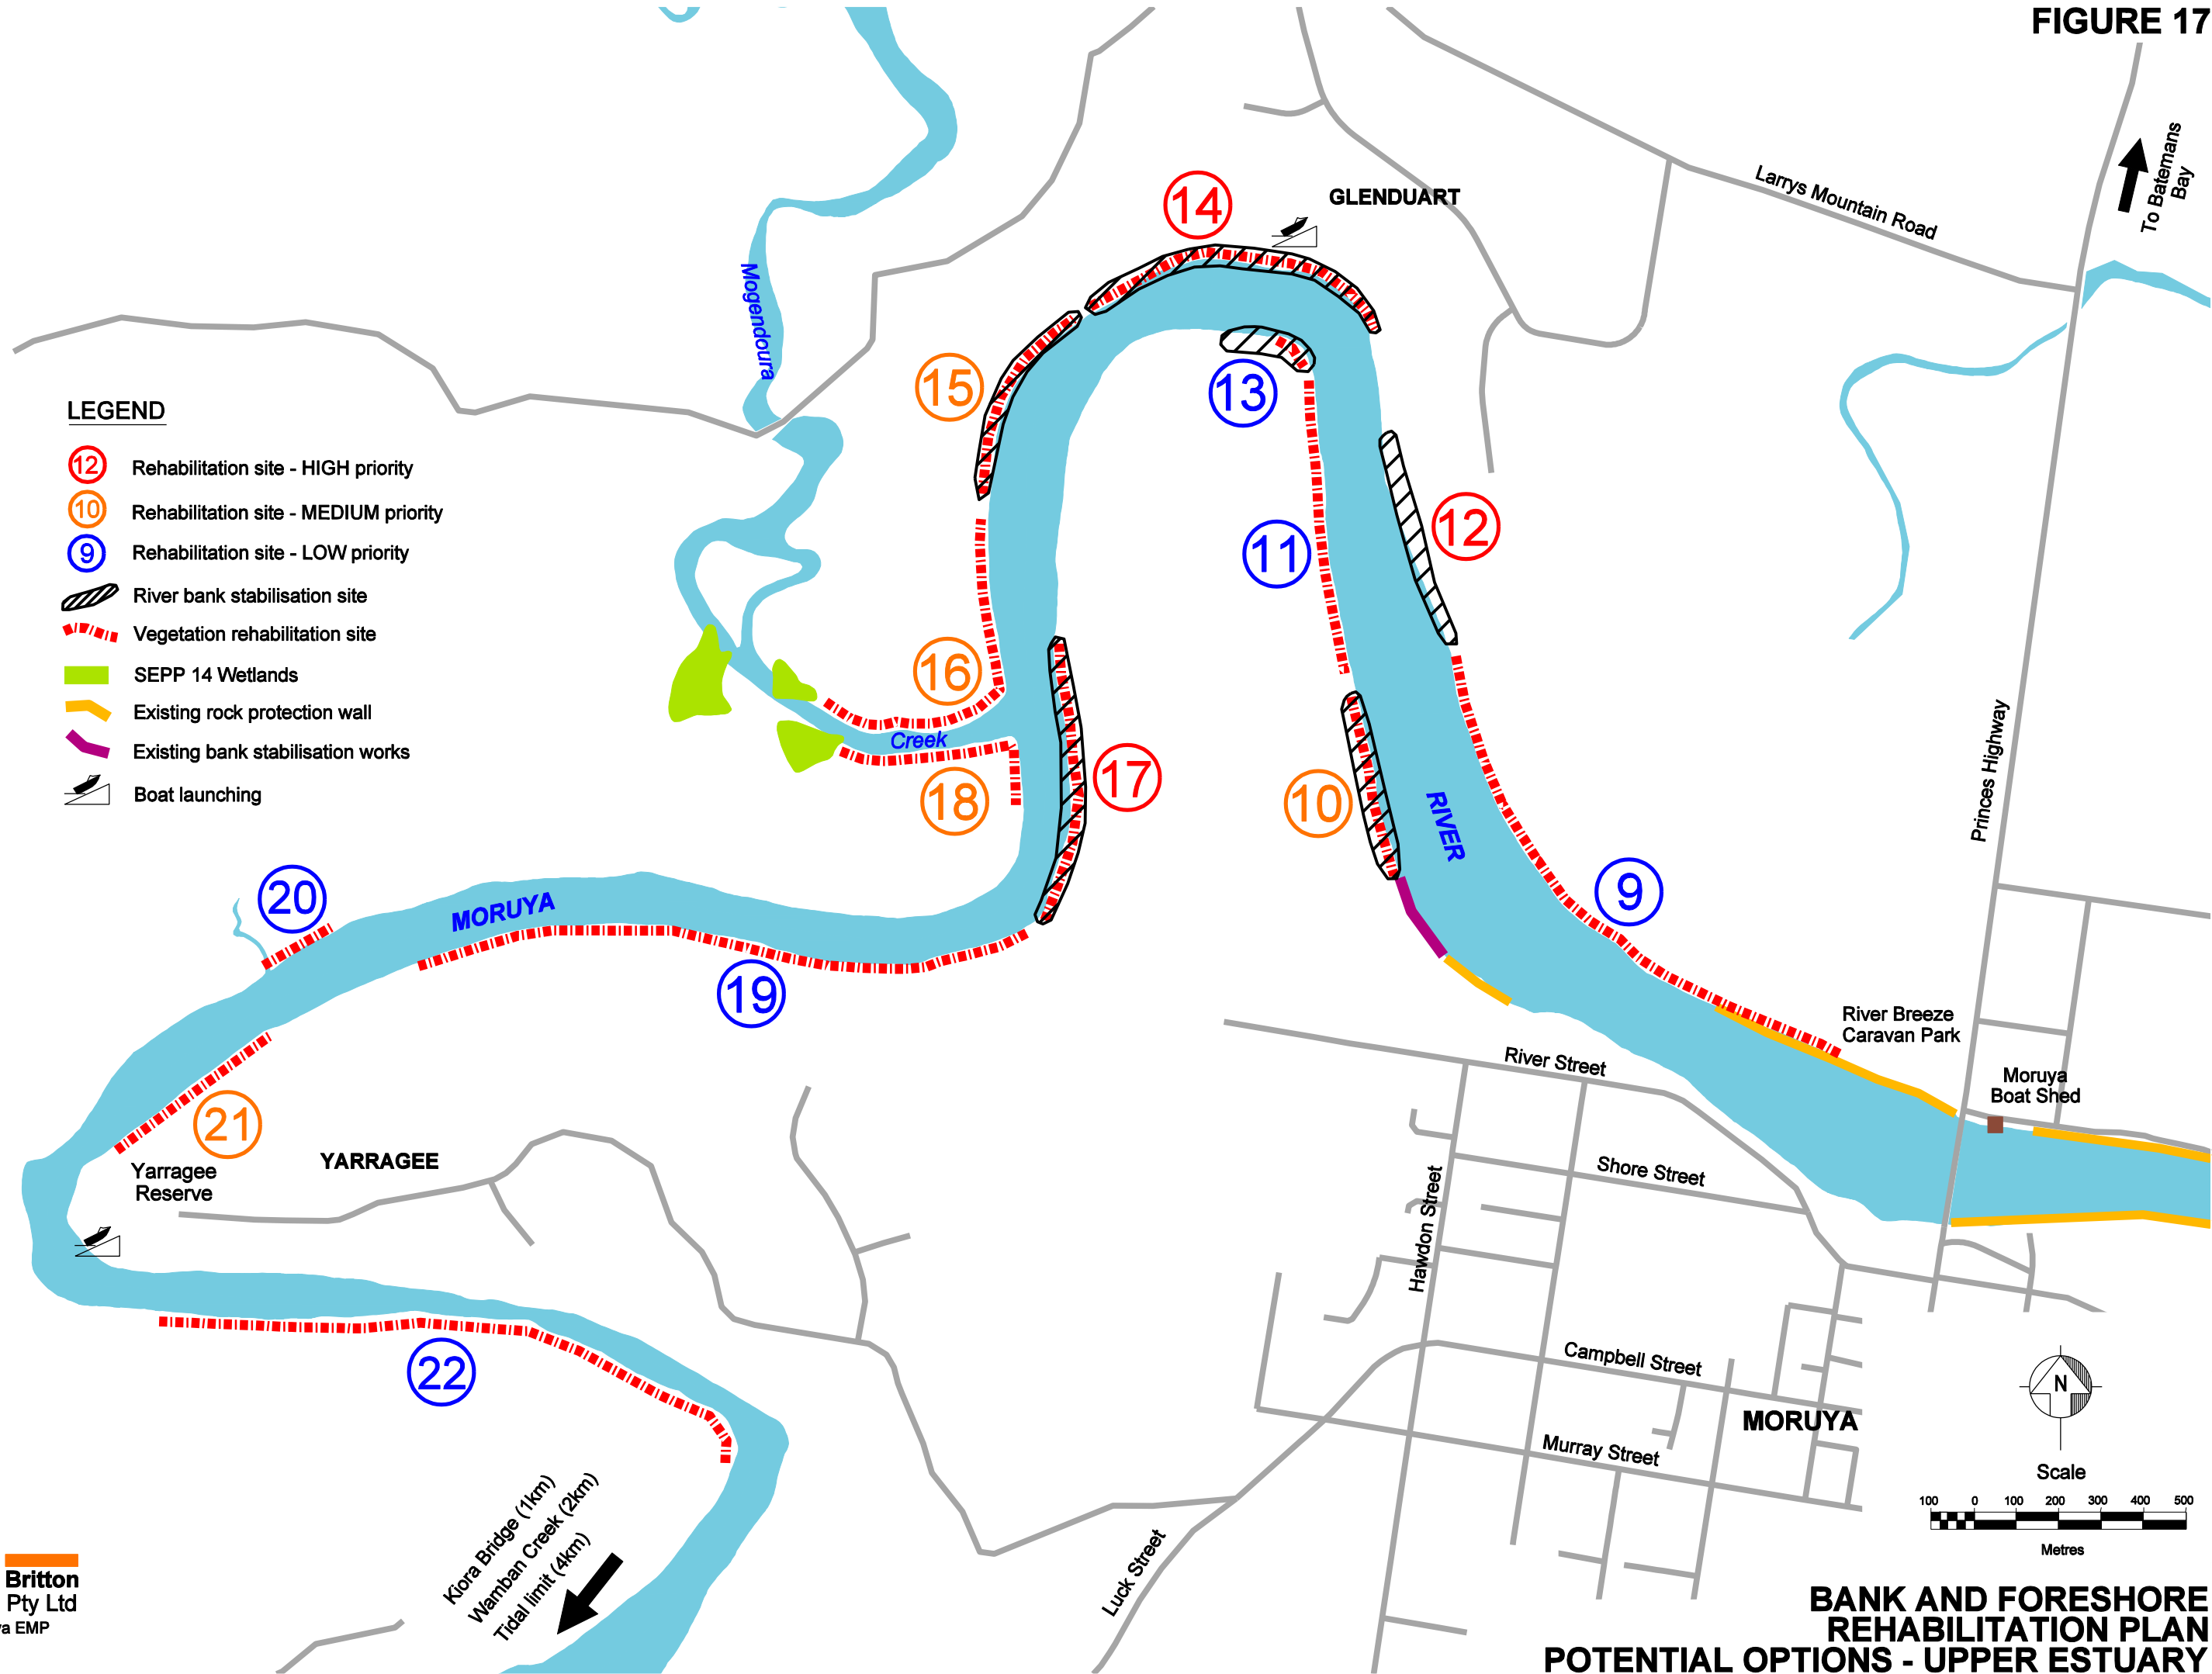 FIGURE 17
To Batemans
Bay
Larrys Mountain Road
GLENDUART
14
Mogendoura
15
13
12
11
LEGEND
12 Rehabilitation site - HIGH priority
10 Rehabilitation site - MEDIUM priority
9 Rehabilitation site - LOW priority
River bank stabilisation site
Vegetation rehabilitation site
SEPP 14 Wetlands
Existing rock protection wall
Existing bank stabilisation works
Boat launching
16
Creek
17
18
10
RIVER
Princes Highway
9
20
MORUYA
19
River Breeze
Caravan Park
Moruya
Boat Shed
River Street
21
YARRAGEE
Yarragee
Reserve
Shore Street
Hawdon Street
22
Campbell Street
MORUYA
Murray Street
N
Scale
100 0 100 200 300 400 500
Metres
Kiora Bridge (1km)
Wamban Creek (2km)
Tidal limit (4km)
Luck Street
Britton
Pty Ltd
EMP
BANK AND FORESHORE
REHABILITATION PLAN
POTENTIAL OPTIONS - UPPER ESTUARY